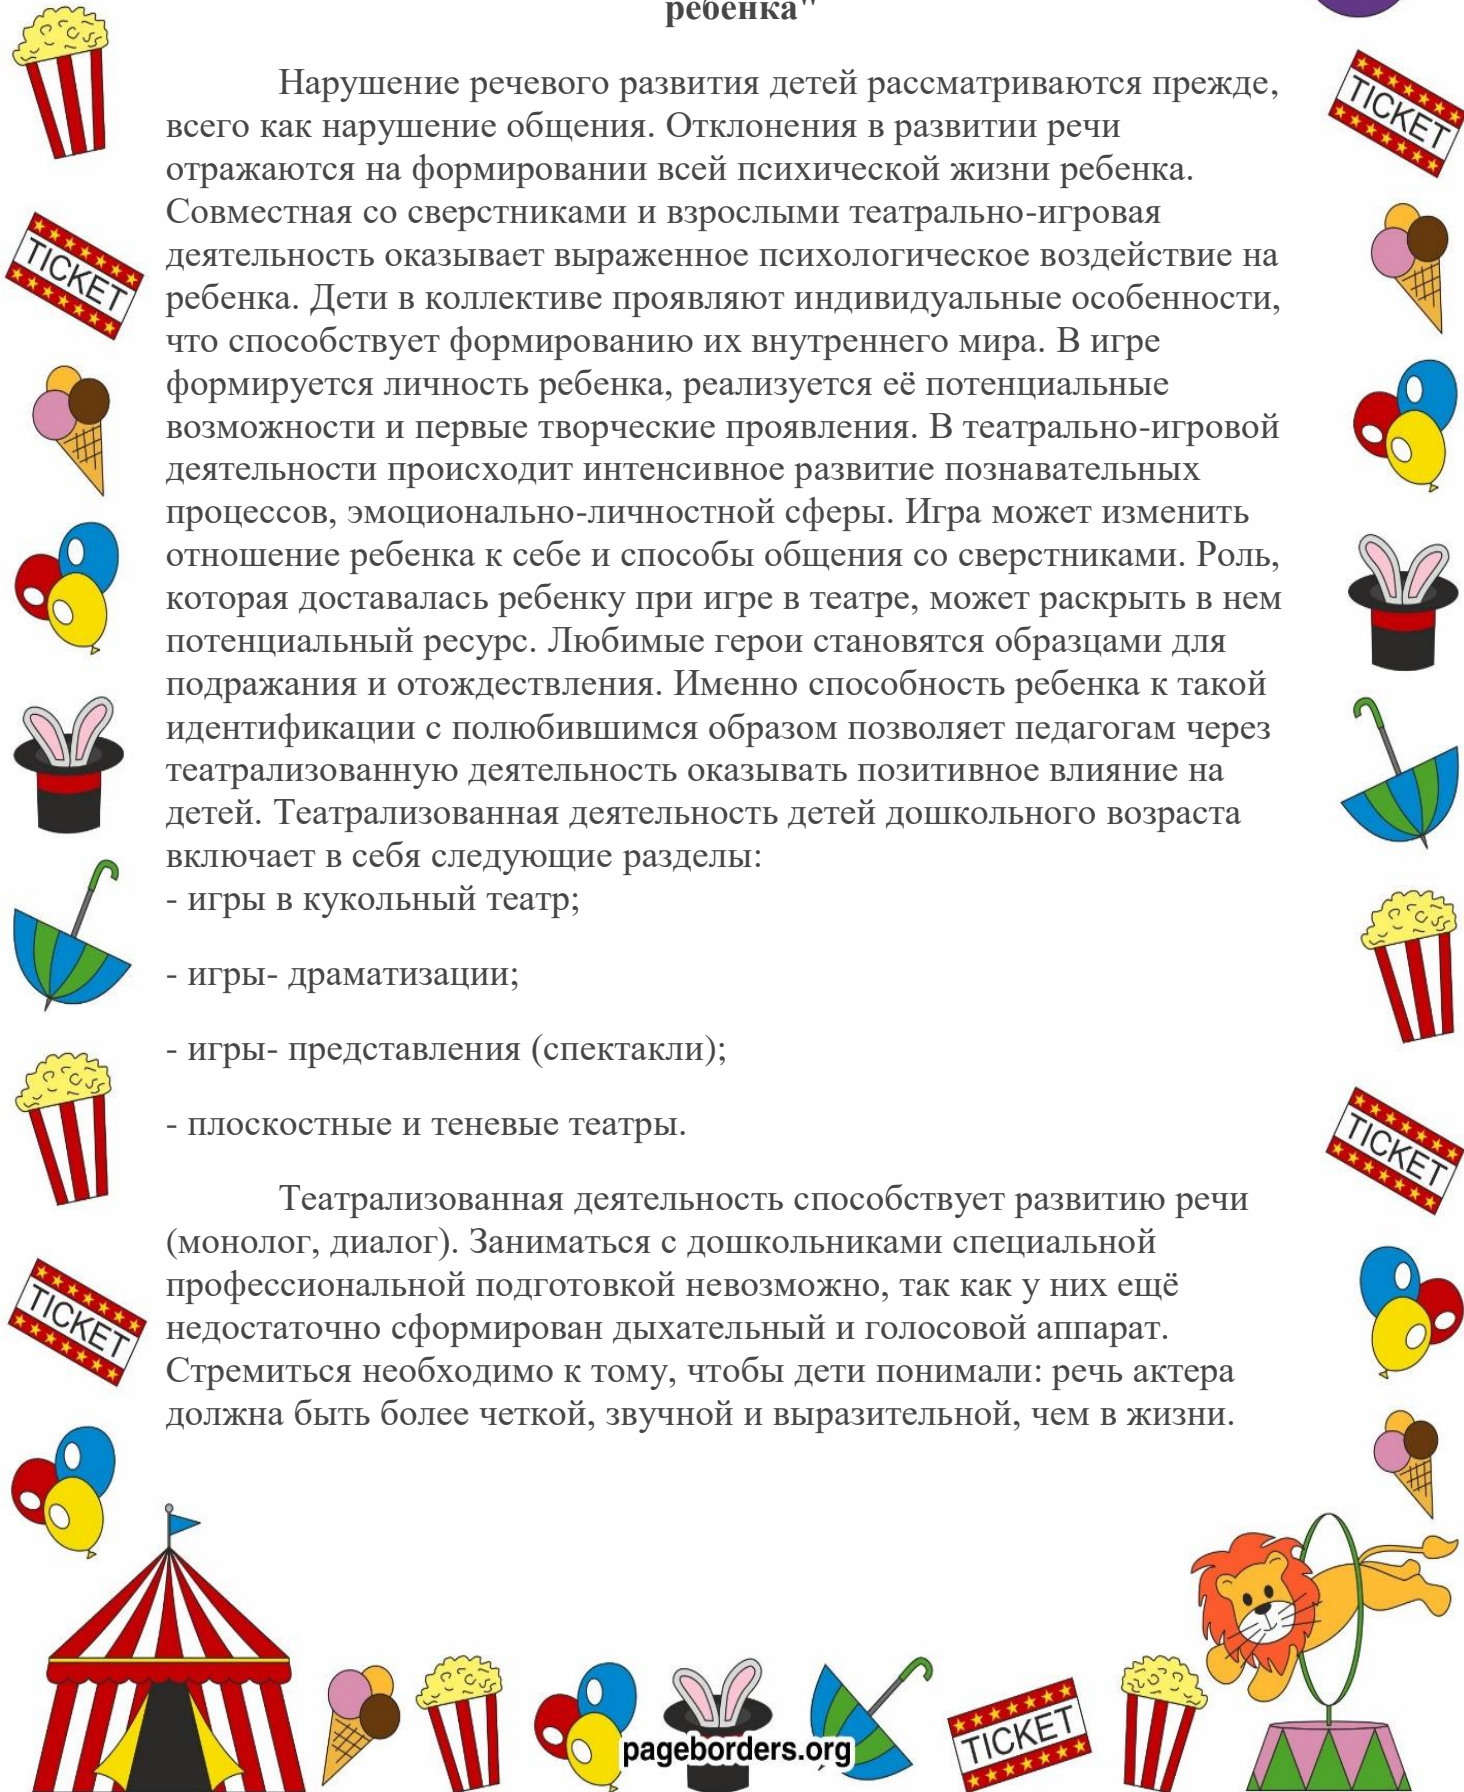 ребенка"
Нарушение речевого развития детей рассматриваются прежде,
всего как нарушение общения. Отклонения в развитии речи
отражаются на формировании всей психической жизни ребенка.
Совместная со сверстниками и взрослыми театрально-игровая
деятельность оказывает выраженное психологическое воздействие на
ребенка. Дети в коллективе проявляют индивидуальные особенности,
что способствует формированию их внутреннего мира. В игре
формируется личность ребенка, реализуется её потенциальные
возможности и первые творческие проявления. В театрально-игровой
деятельности происходит интенсивное развитие познавательных
процессов, эмоционально-личностной сферы. Игра может изменить
отношение ребенка к себе и способы общения со сверстниками. Роль,
которая доставалась ребенку при игре в театре, может раскрыть в нем
потенциальный ресурс. Любимые герои становятся образцами для
подражания и отождествления. Именно способность ребенка к такой
идентификации с полюбившимся образом позволяет педагогам через
театрализованную деятельность оказывать позитивное влияние на
детей. Театрализованная деятельность детей дошкольного возраста
включает в себя следующие разделы:
- игры в кукольный театр;
- игры- драматизации;
- игры- представления (спектакли);
- плоскостные и теневые театры.
Театрализованная деятельность способствует развитию речи
(монолог, диалог). Заниматься с дошкольниками специальной
профессиональной подготовкой невозможно, так как у них ещё
недостаточно сформирован дыхательный и голосовой аппарат.
Стремиться необходимо к тому, чтобы дети понимали: речь актера
должна быть более четкой, звучной и выразительной, чем в жизни.
TICKET
TICKET
TICKET
TICKET
TICKET
pageborders.org